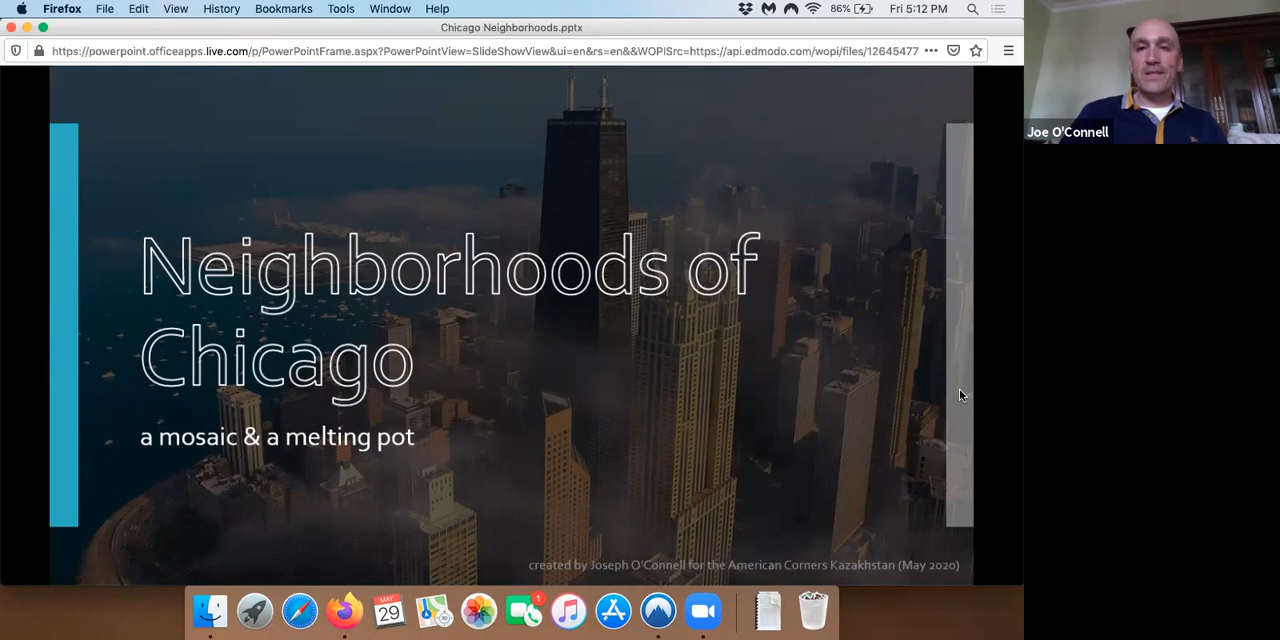 Firefox File Edit View History Bookmarks Tools Window Help 86% Fri 5:12 PM
Chicago Neighborhoods.pptx
https://powerpoint.officeapps.live.com/p/PowerPointFrame.aspx?PowerPointView=SlideShowView&ui=en&rs=en&&WOPISrc=https://api.edmodo.com/wopi/files/12645477
Joe O'Connell
Neighborhoods of
Chicago
a mosaic & a melting pot
created by Joseph O'Connell for the American Corners Kazakhstan (May 2020)
MAY
29
1